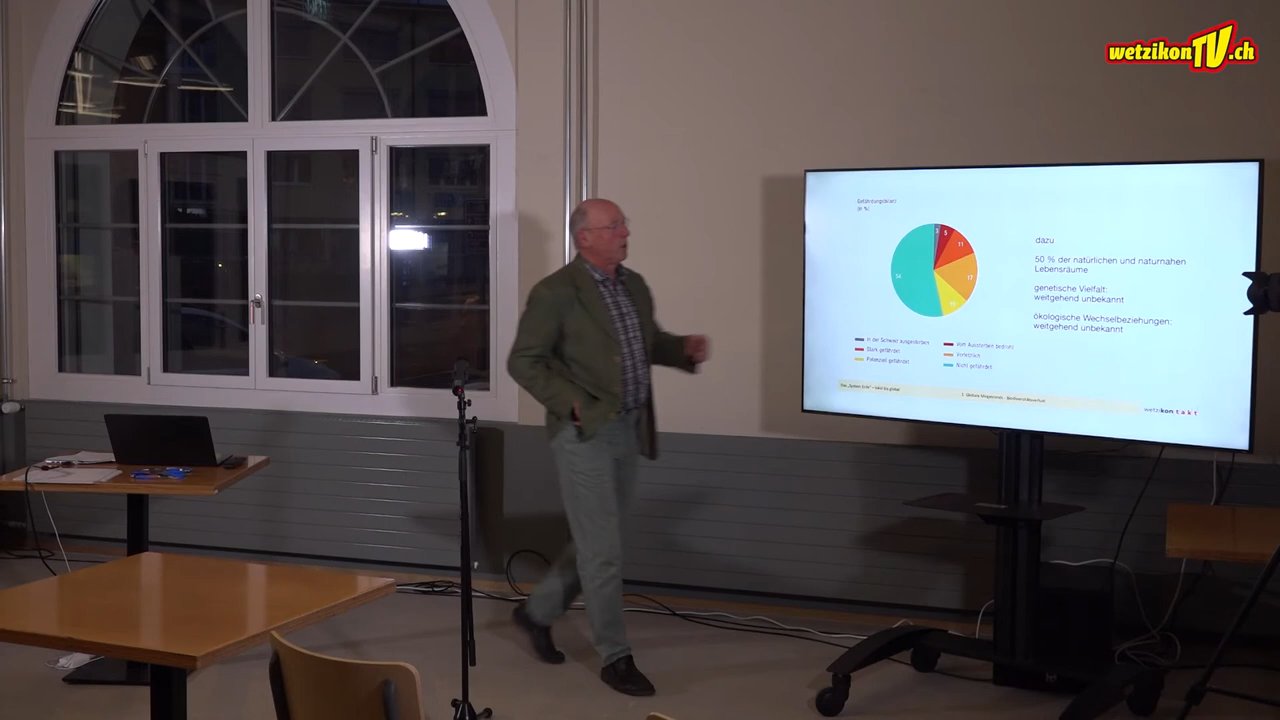 wetzikonTV.ch
Gefährdungsbilanz
(in %)
5
11
17
54
dazu
50 % der natürlichen und naturnahen
Lebensräume
genetische Vielfalt:
weitgehend unbekannt
ökologische Wechselbeziehungen:
weitgehend unbekannt
In der Schweiz ausgestorben
Vom Aussterben bedroht
Stark gefährdet
Verletzlich
Potenziell gefährdet
Nicht gefährdet
wetzikon t.a.k.t.